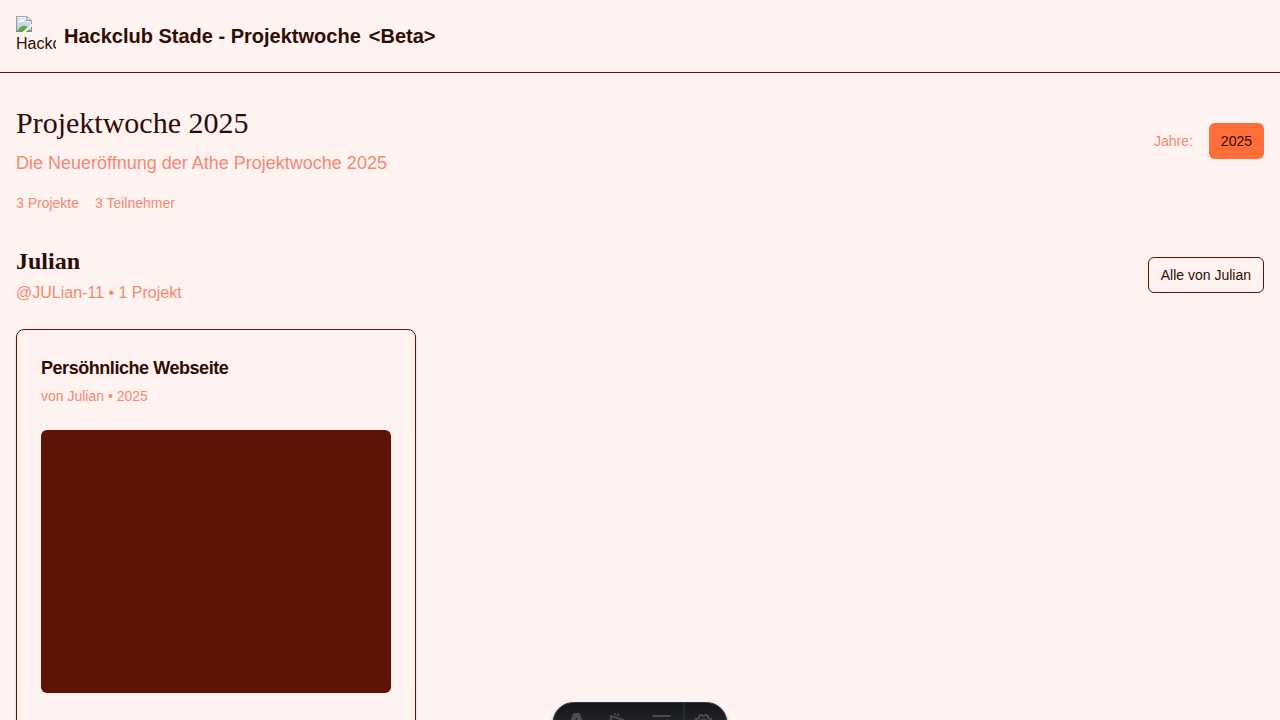 Hackclub Stade - Projektwoche <Beta>
Projektwoche 2025
Die Neueröffnung der Athe Projektwoche 2025
Jahre: 2025
3 Projekte 3 Teilnehmer
Julian
@JULian-11 • 1 Projekt
Alle von Julian
Persöhnliche Webseite
von Julian • 2025